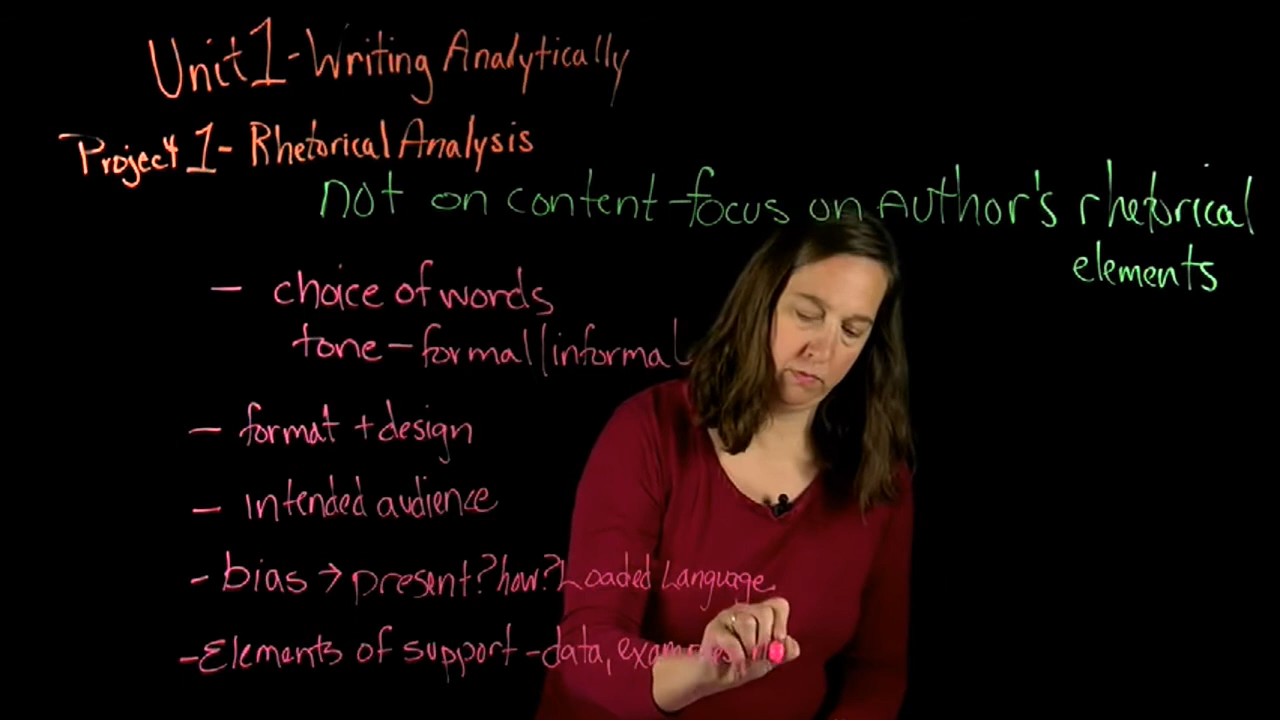 Unit 1 - Writing Analytically
Project 1 - Rhetorical Analysis
not on content - focus on Author's rhetorical
elements
- choice of words
tone - formal/informal
- format + design
- intended audience
- bias → present? how? Loaded Language
- Elements of support - data, examples,